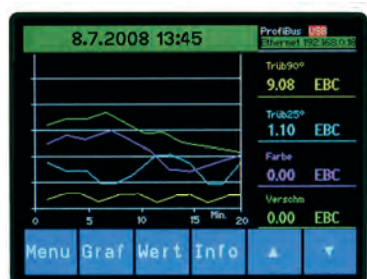 8.7.2008 13:45
ProfiBus USB
Ethernet 192.168.0.18
Trüb90°
9.08 EBC
Trüb25°
1.10 EBC
Farbe
0.00 EBC
Verschm
0.00 EBC
0 5 10 15 Min. 20
Menu Graf Wert Info